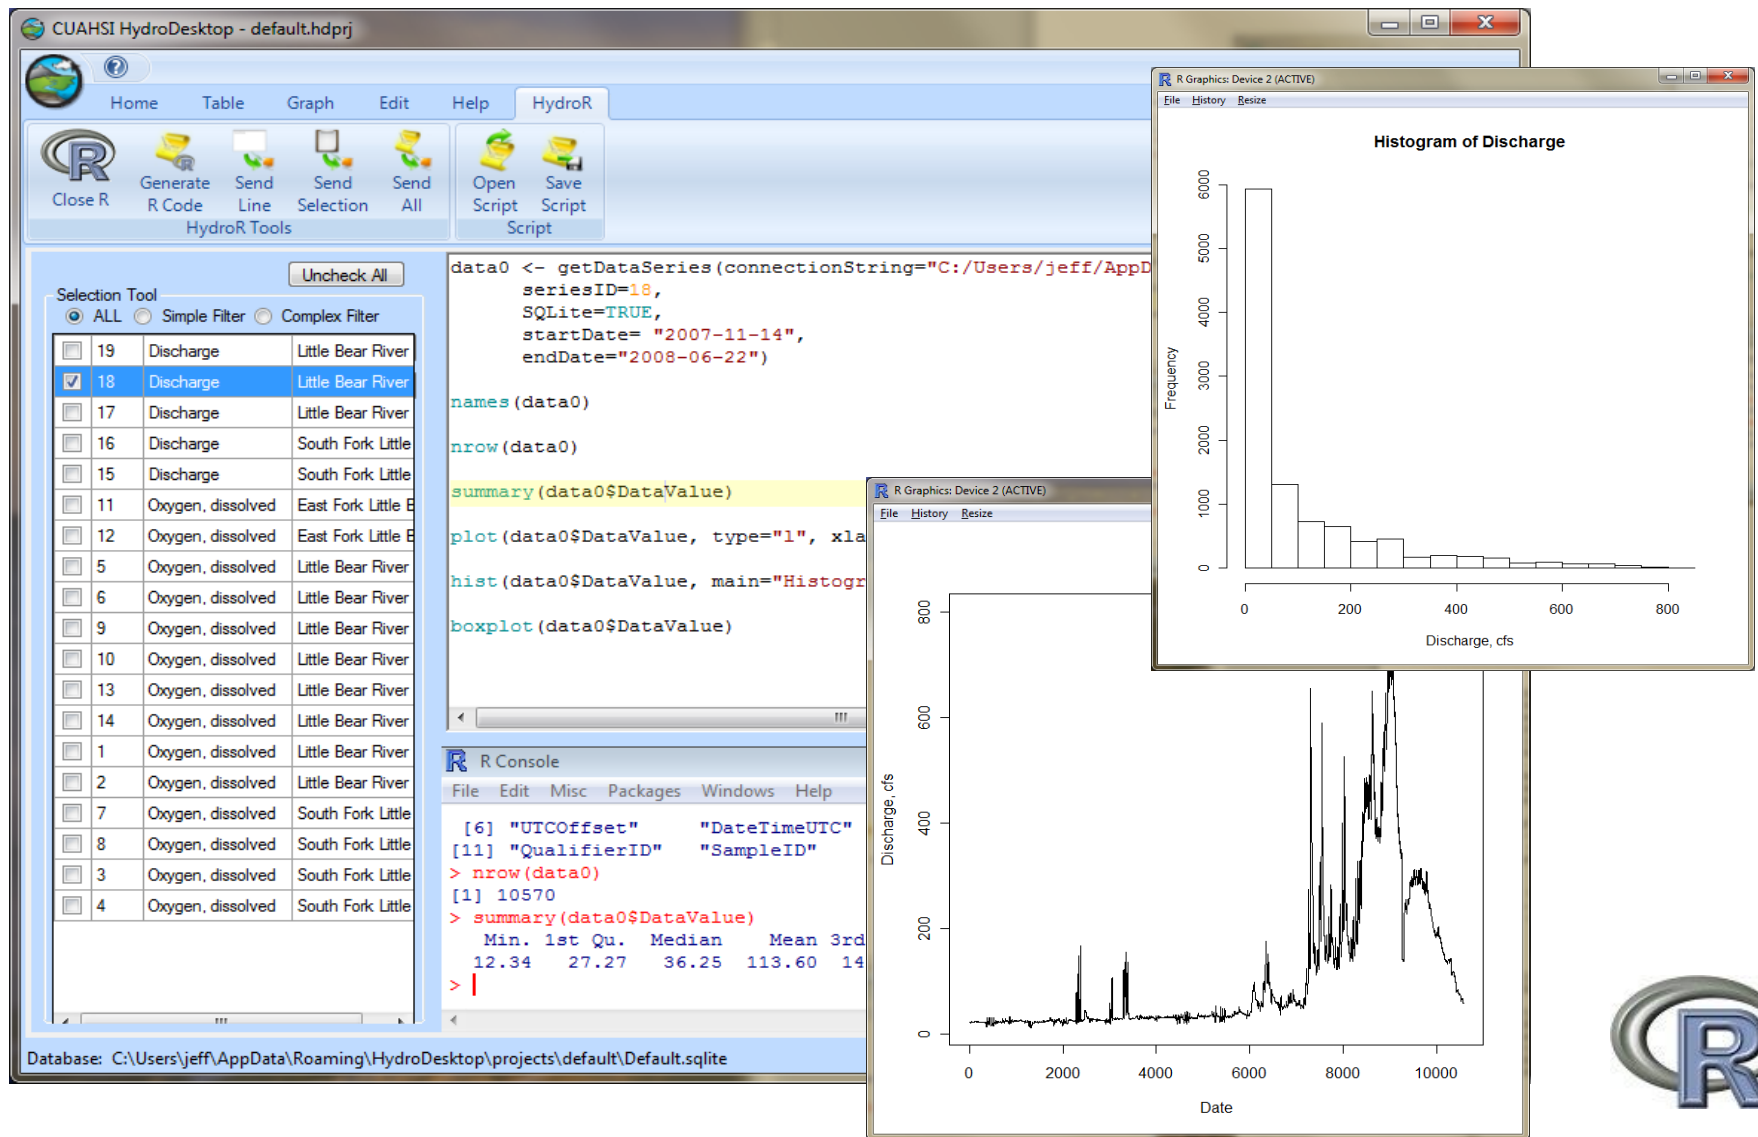 CUAHSI HydroDesktop - default.hdprj
Home Table Graph Edit Help HydroR
Close R
Generate R Code
Send Line
Send Selection
Send All
HydroR Tools
Open Script
Save Script
Script
Uncheck All
Selection Tool
ALL Simple Filter Complex Filter
19 Discharge Little Bear River
18 Discharge Little Bear River
17 Discharge Little Bear River
16 Discharge South Fork Little
15 Discharge South Fork Little
11 Oxygen, dissolved East Fork Little
12 Oxygen, dissolved East Fork Little
5 Oxygen, dissolved Little Bear River
6 Oxygen, dissolved Little Bear River
9 Oxygen, dissolved Little Bear River
10 Oxygen, dissolved Little Bear River
13 Oxygen, dissolved Little Bear River
14 Oxygen, dissolved Little Bear River
1 Oxygen, dissolved Little Bear River
2 Oxygen, dissolved Little Bear River
7 Oxygen, dissolved South Fork Little
8 Oxygen, dissolved South Fork Little
3 Oxygen, dissolved South Fork Little
4 Oxygen, dissolved South Fork Little
data0 <- getDataSeries(connectionString="C:/Users/jeff/AppD
seriesID=18,
SQLite=TRUE,
startDate= "2007-11-14",
endDate="2008-06-22")
names(data0)
nrow(data0)
summary(data0$DataValue)
plot(data0$DataValue, type="l", xla
hist(data0$DataValue, main="Histogr
boxplot(data0$DataValue)
R Console
File Edit Misc Packages Windows Help
[6] "UTCOffset" "DateTimeUTC"
[11] "QualifierID" "SampleID"
> nrow(data0)
[1] 10570
> summary(data0$DataValue)
Min. 1st Qu. Median Mean 3rd
12.34 27.27 36.25 113.60 14
>
Database: C:\Users\jeff\AppData\Roaming\HydroDesktop\projects\default\Default.sqlite
R Graphics: Device 2 (ACTIVE)
File History Resize
Histogram of Discharge
Frequency
6000
5000
4000
3000
2000
1000
0
0 200 400 600 800
Discharge, cfs
R Graphics: Device 2 (ACTIVE)
File History Resize
Discharge, cfs
800
600
400
200
0
0 2000 4000 6000 8000 10000
Date
R